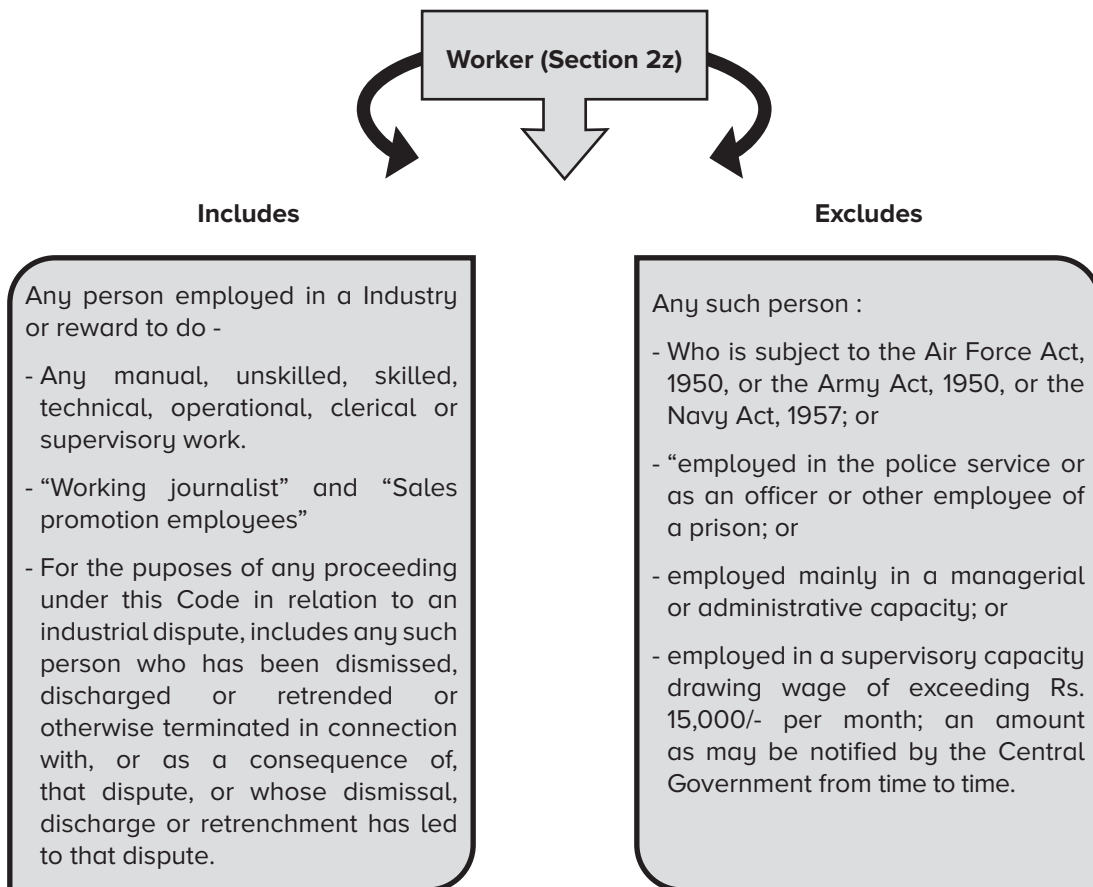 Worker (Section 2z)
Includes
Any person employed in a Industry
or reward to do -
- Any manual, unskilled, skilled,
technical, operational, clerical or
supervisory work.
- “Working journalist” and “Sales
promotion employees”
- For the puposes of any proceeding
under this Code in relation to an
industrial dispute, includes any such
person who has been dismissed,
discharged or retrended or
otherwise terminated in connection
with, or as a consequence of,
that dispute, or whose dismissal,
discharge or retrenchment has led
to that dispute.
Excludes
Any such person :
- Who is subject to the Air Force Act,
1950, or the Army Act, 1950, or the
Navy Act, 1957; or
- “employed in the police service or
as an officer or other employee of
a prison; or
- employed mainly in a managerial
or administrative capacity; or
- employed in a supervisory capacity
drawing wage of exceeding Rs.
15,000/- per month; an amount
as may be notified by the Central
Government from time to time.